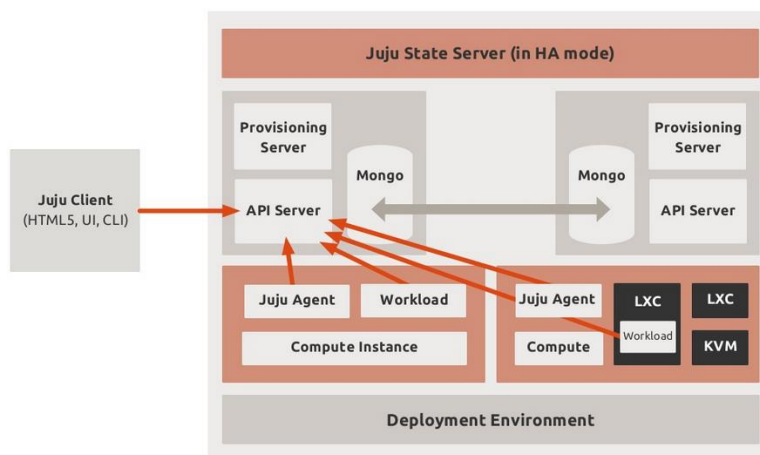 Juju State Server (in HA mode)
Provisioning
Server
Mongo
API Server
Provisioning
Server
Mongo
API Server
Juju Client
(HTML5, UI, CLI)
Juju Agent
Workload
Compute Instance
Juju Agent
LXC
LXC
Workload
Compute
KVM
Deployment Environment